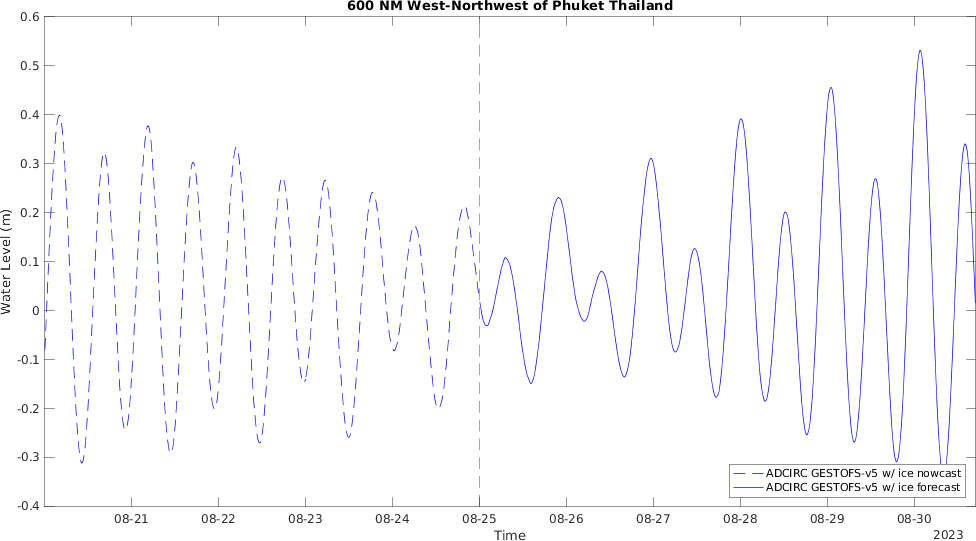 600 NM West-Northwest of Phuket Thailand
0.6
0.5
0.4
0.3
0.2
0.1
0
-0.1
-0.2
-0.3
-0.4
Water Level (m)
ADCIRC GESTOFS-v5 w/ ice nowcast
ADCIRC GESTOFS-v5 w/ ice forecast
08-21 08-22 08-23 08-24 08-25 08-26 08-27 08-28 08-29 08-30
Time
2023